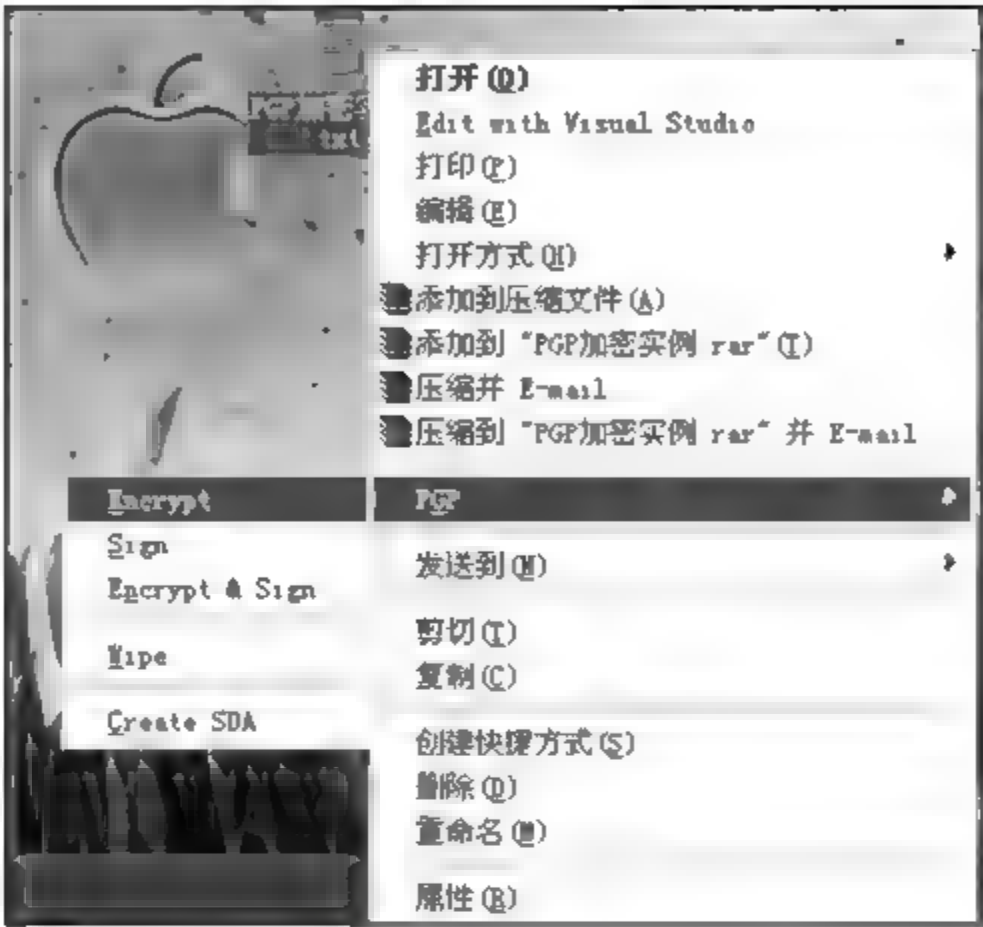 txt
打开(O)
Edit with Visual Studio
打印(P)
编辑(E)
打开方式(H)
添加到压缩文件(A)
添加到 "PGP加密实例 rar"(T)
压缩并 E-mail
压缩到 "PGP加密实例 rar" 并 E-mail
PGP
发送到(N)
剪切(T)
复制(C)
创建快捷方式(S)
删除(D)
重命名(M)
属性(R)
Encrypt
Sign
Encrypt & Sign
Wipe
Create SDA